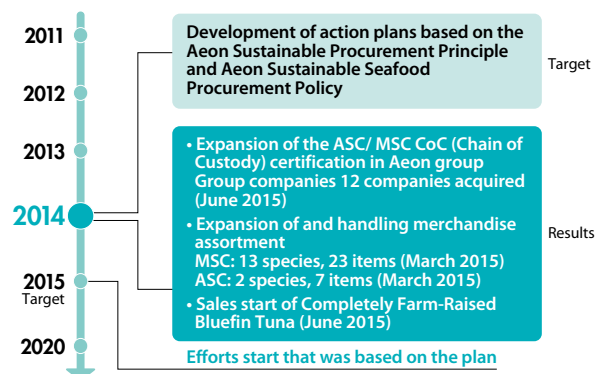 2011
2012
2013
2014
2015
Target
2020
Development of action plans based on the
Aeon Sustainable Procurement Principle
and Aeon Sustainable Seafood
Procurement Policy
Target
• Expansion of the ASC/ MSC CoC (Chain of
Custody) certification in Aeon group
Group companies 12 companies acquired
(June 2015)
• Expansion of and handling merchandise
assortment
MSC: 13 species, 23 items (March 2015)
ASC: 2 species, 7 items (March 2015)
• Sales start of Completely Farm-Raised
Bluefin Tuna (June 2015)
Results
Efforts start that was based on the plan